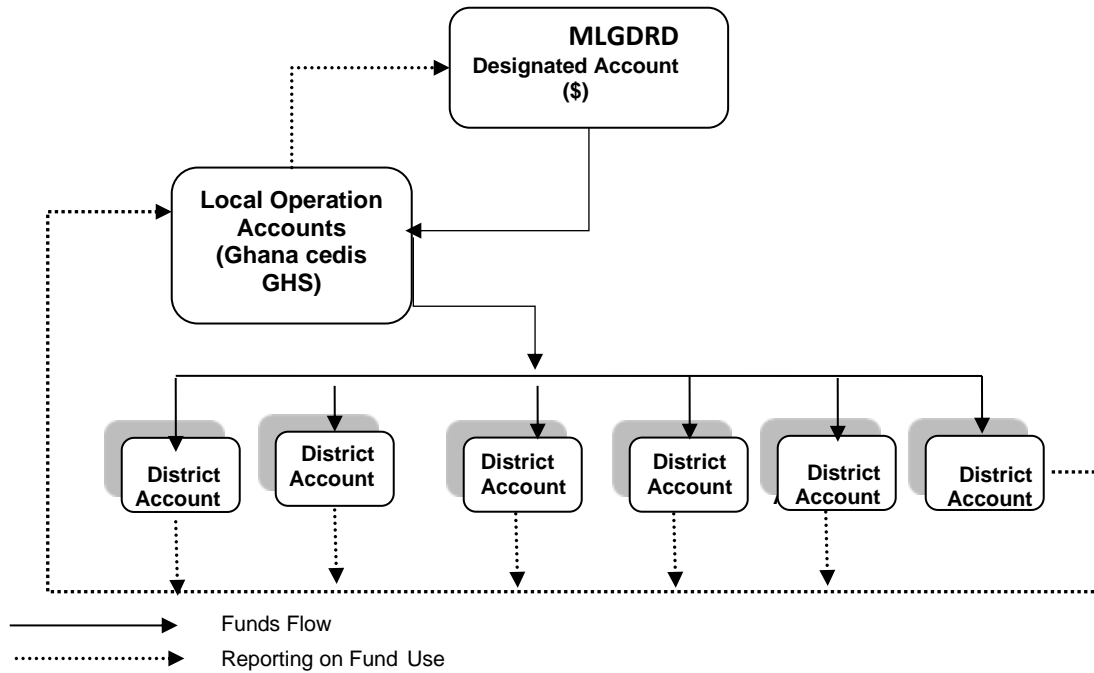 MLGDRD
Designated Account
($)
Local Operation
Accounts
(Ghana cedis
GHS)
District
Account
District
Account
District
Account
District
Account
District
Account
District
Account
Funds Flow
Reporting on Fund Use